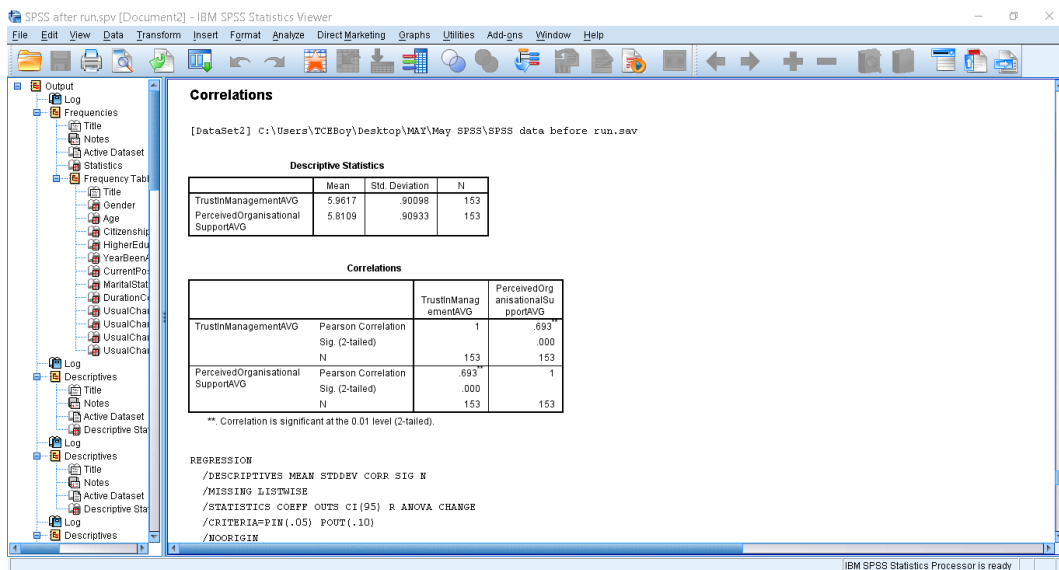 SPSS after run.spv [Document2] - IBM SPSS Statistics Viewer
File Edit View Data Transform Insert Format Analyze Direct Marketing Graphs Utilities Add-ons Window Help
Output
Log
Frequencies
Title
Notes
Active Dataset
Statistics
Frequency Tabl
Title
Gender
Age
Citizenship
HigherEdu
YearBeenA
CurrentPo
MaritalStat
DurationC
UsualChar
UsualChar
UsualChar
UsualChar
Log
Descriptives
Title
Notes
Active Dataset
Descriptive Sta
Log
Descriptives
Title
Notes
Active Dataset
Descriptive Sta
Log
Descriptives
Correlations
[DataSet2] C:\Users\TCEBoy\Desktop\MAY\May SPSS\SPSS data before run.sav
Descriptive Statistics
Mean Std. Deviation N
TrustInManagementAVG 5.9617 .90098 153
PerceivedOrganisational
SupportAVG 5.8109 .90933 153
Correlations
TrustInManag
ementAVG PerceivedOrg
anisationalSu
pportAVG
TrustInManagementAVG Pearson Correlation 1 .693**
Sig. (2-tailed) .000
N 153 153
PerceivedOrganisational
SupportAVG Pearson Correlation .693** 1
Sig. (2-tailed) .000
N 153 153
**. Correlation is significant at the 0.01 level (2-tailed).
REGRESSION
/DESCRIPTIVES MEAN STDDEV CORR SIG N
/MISSING LISTWISE
/STATISTICS COEFF OUTS CI(95) R ANOVA CHANGE
/CRITERIA=PIN(.05) POUT(.10)
/NOORIGIN
IBM SPSS Statistics Processor is ready